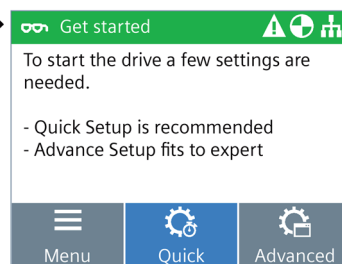 Get started
To start the drive a few settings are
needed.
- Quick Setup is recommended
- Advance Setup fits to expert
Menu
Quick
Advanced